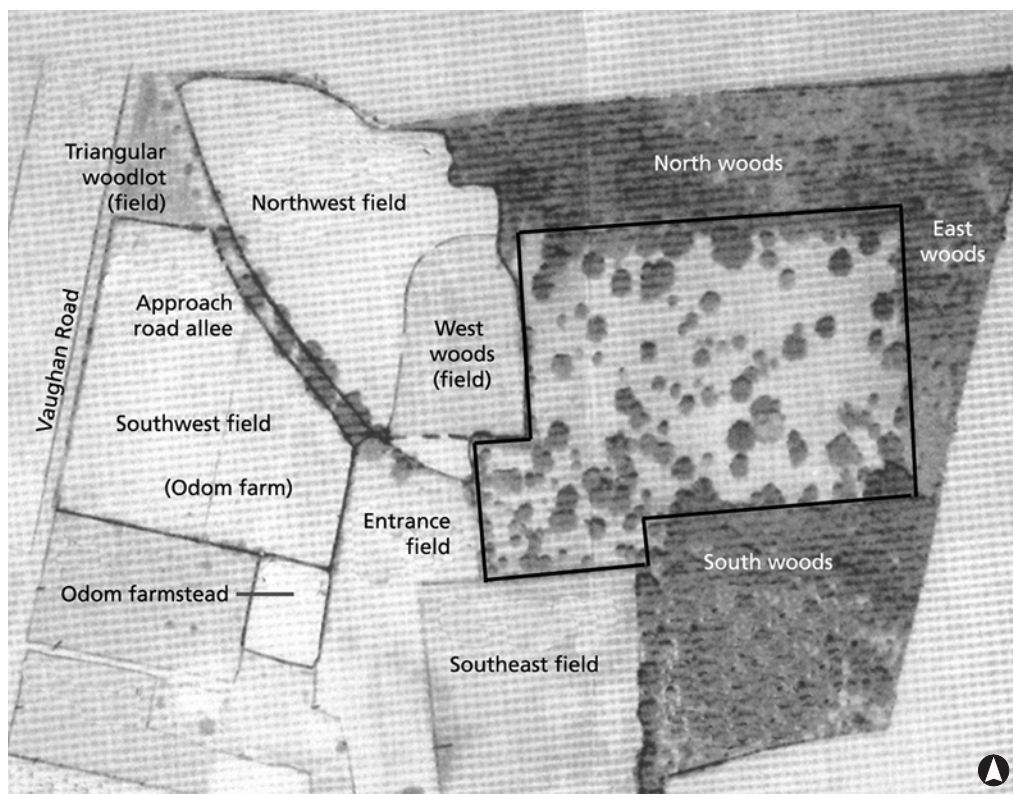 Triangular
woodlot
(field)
North woods
Northwest field
East
woods
Approach
road allee
West
woods
(field)
Vaughan Road
Southwest field
(Odom farm)
Entrance
field
South woods
Odom farmstead
Southeast field